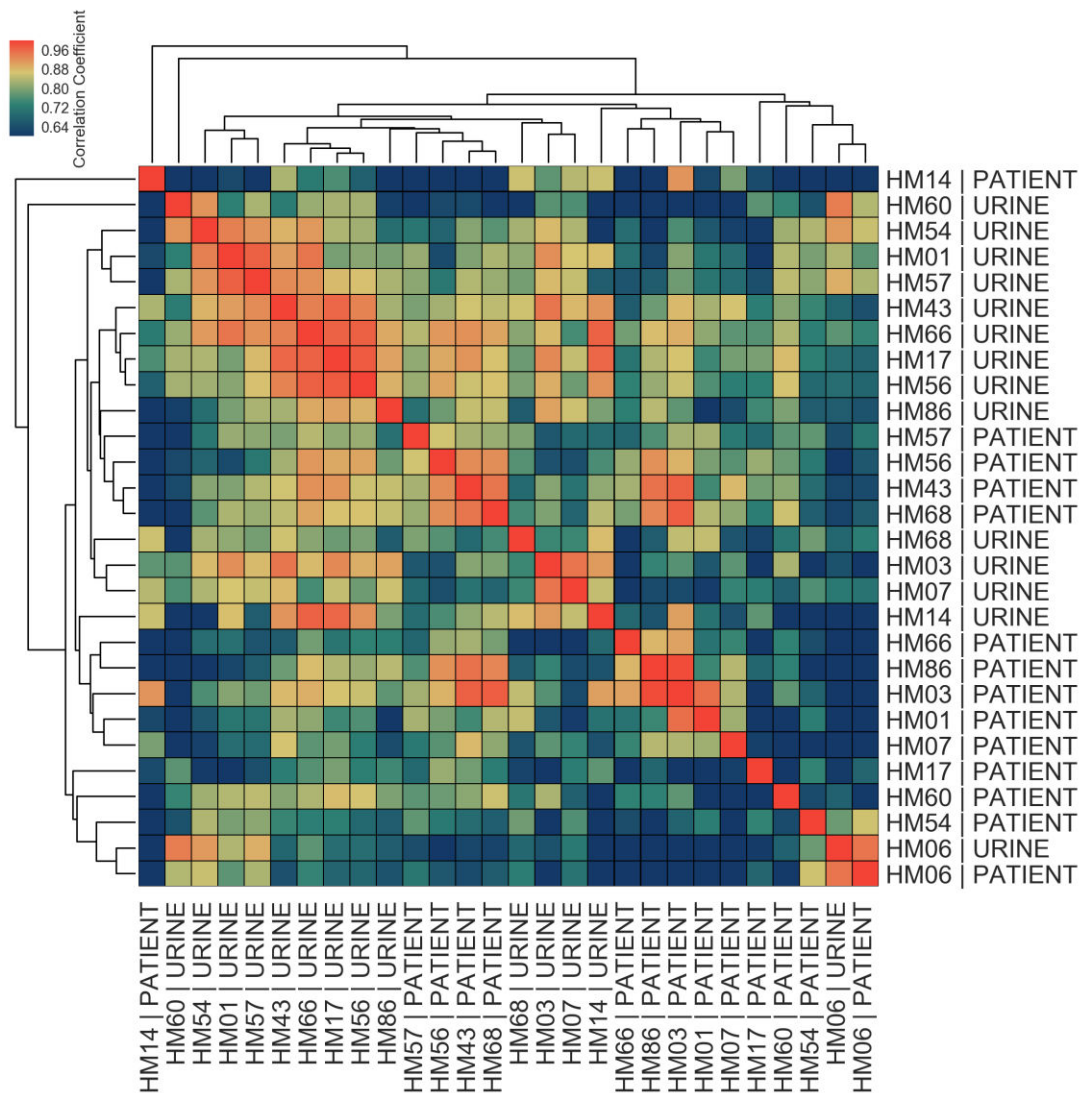 0.96
0.88
0.80
0.72
0.64
Correlation Coefficient
HM14 | PATIENT
HM60 | URINE
HM54 | URINE
HM01 | URINE
HM57 | URINE
HM43 | URINE
HM66 | URINE
HM17 | URINE
HM56 | URINE
HM86 | URINE
HM57 | PATIENT
HM56 | PATIENT
HM43 | PATIENT
HM68 | PATIENT
HM68 | URINE
HM03 | URINE
HM07 | URINE
HM14 | URINE
HM66 | PATIENT
HM86 | PATIENT
HM03 | PATIENT
HM01 | PATIENT
HM07 | PATIENT
HM17 | PATIENT
HM60 | PATIENT
HM54 | PATIENT
HM06 | URINE
HM06 | PATIENT
HM14 | PATIENT
HM60 | URINE
HM54 | URINE
HM01 | URINE
HM57 | URINE
HM43 | URINE
HM66 | URINE
HM17 | URINE
HM56 | URINE
HM86 | URINE
HM57 | PATIENT
HM56 | PATIENT
HM43 | PATIENT
HM68 | PATIENT
HM68 | URINE
HM03 | URINE
HM07 | URINE
HM14 | URINE
HM66 | PATIENT
HM86 | PATIENT
HM03 | PATIENT
HM01 | PATIENT
HM07 | PATIENT
HM17 | PATIENT
HM60 | PATIENT
HM54 | PATIENT
HM06 | URINE
HM06 | PATIENT